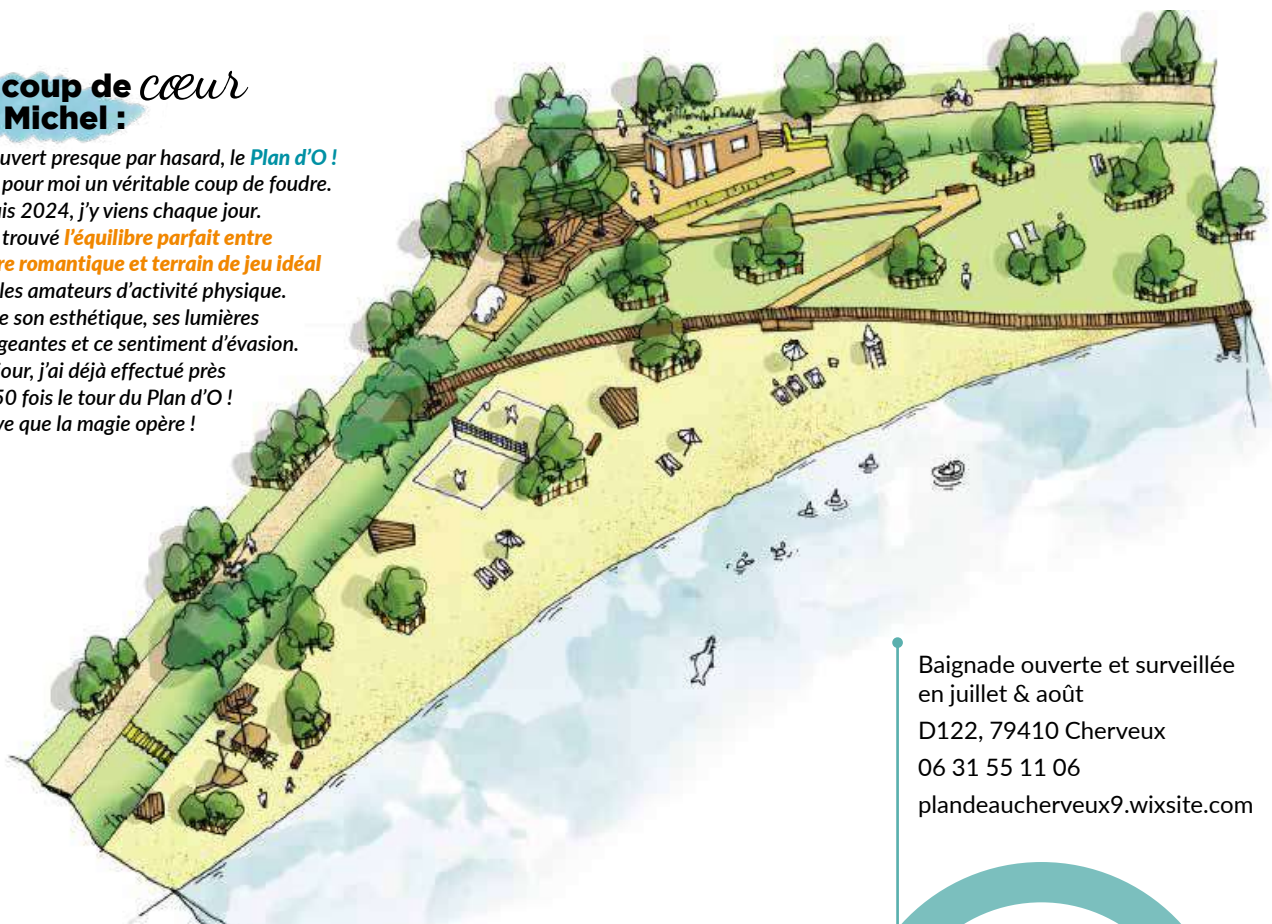 coup de cœur
Michel :
uvert presque par hasard, le Plan d’O !
pour moi un véritable coup de foudre.
is 2024, j’y viens chaque jour.
trouvé l’équilibre parfait entre
re romantique et terrain de jeu idéal
les amateurs d’activité physique.
e son esthétique, ses lumières
geantes et ce sentiment d’évasion.
our, j’ai déjà effectué près
50 fois le tour du Plan d’O !
ve que la magie opère !
Baignade ouverte et surveillée
en juillet & août
D122, 79410 Cherveux
06 31 55 11 06
plandeaucherveux9.wixsite.com